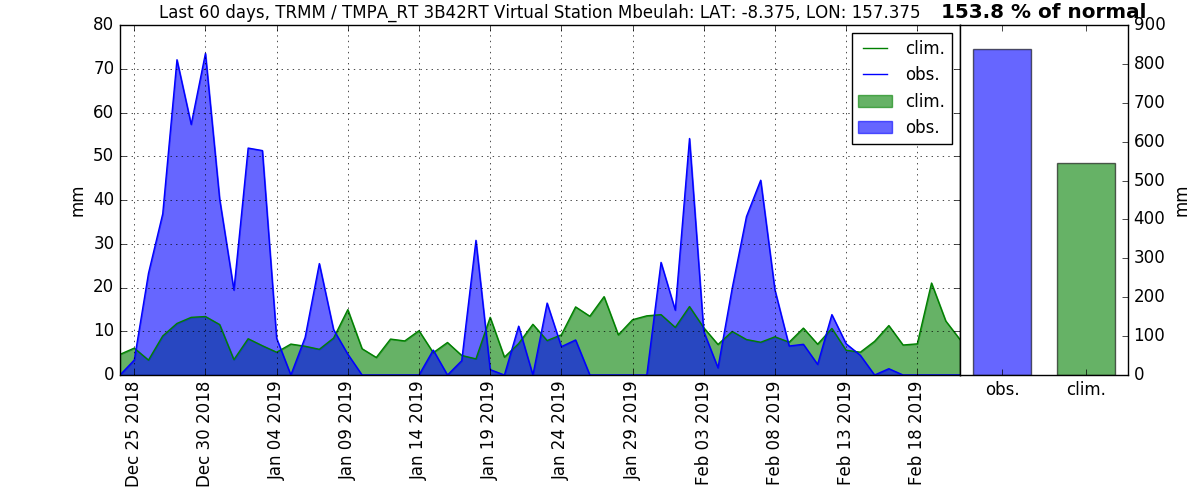 Last 60 days, TRMM / TMPA_RT 3B42RT Virtual Station Mbeulah: LAT: -8.375, LON: 157.375
153.8 % of normal
80
70
60
50
40
30
20
10
0
mm
clim.
obs.
clim.
obs.
900
800
700
600
500
400
300
200
100
0
mm
Dec 25 2018
Dec 30 2018
Jan 04 2019
Jan 09 2019
Jan 14 2019
Jan 19 2019
Jan 24 2019
Jan 29 2019
Feb 03 2019
Feb 08 2019
Feb 13 2019
Feb 18 2019
obs.
clim.